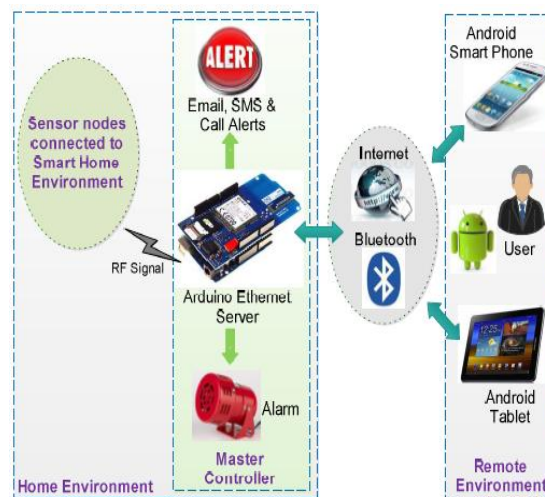 ALERT
Email, SMS &
Call Alerts
Sensor nodes
connected to
Smart Home
Environment
RF Signal
Arduino Ethernet
Server
Alarm
Master
Controller
Home Environment
Internet
http://w
Bluetooth
Android
Smart Phone
User
Android
Tablet
Remote
Environment